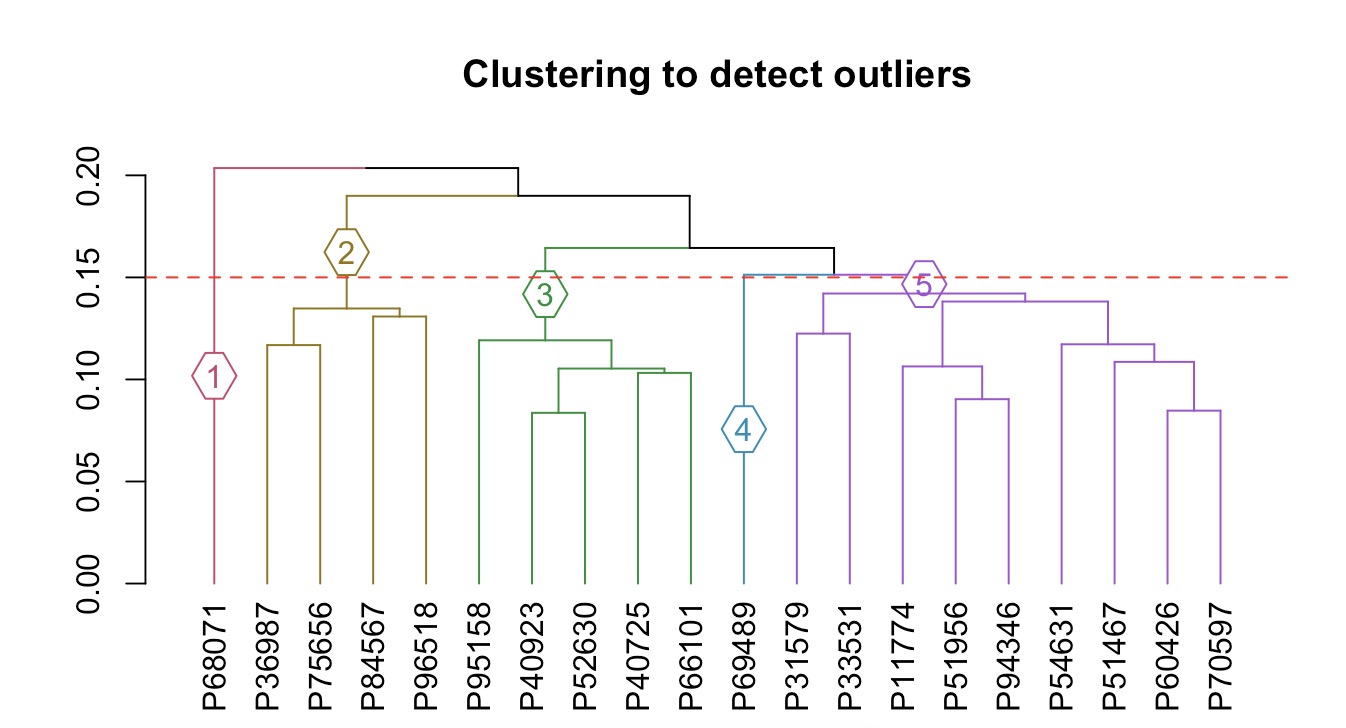 Clustering to detect outliers
0.20
0.15
0.10
0.05
0.00
2
5
3
1
4
P68071
P36987
P75656
P84567
P96518
P95158
P40923
P52630
P40725
P66101
P69489
P31579
P33531
P11774
P51956
P94346
P54631
P51467
P60426
P70597